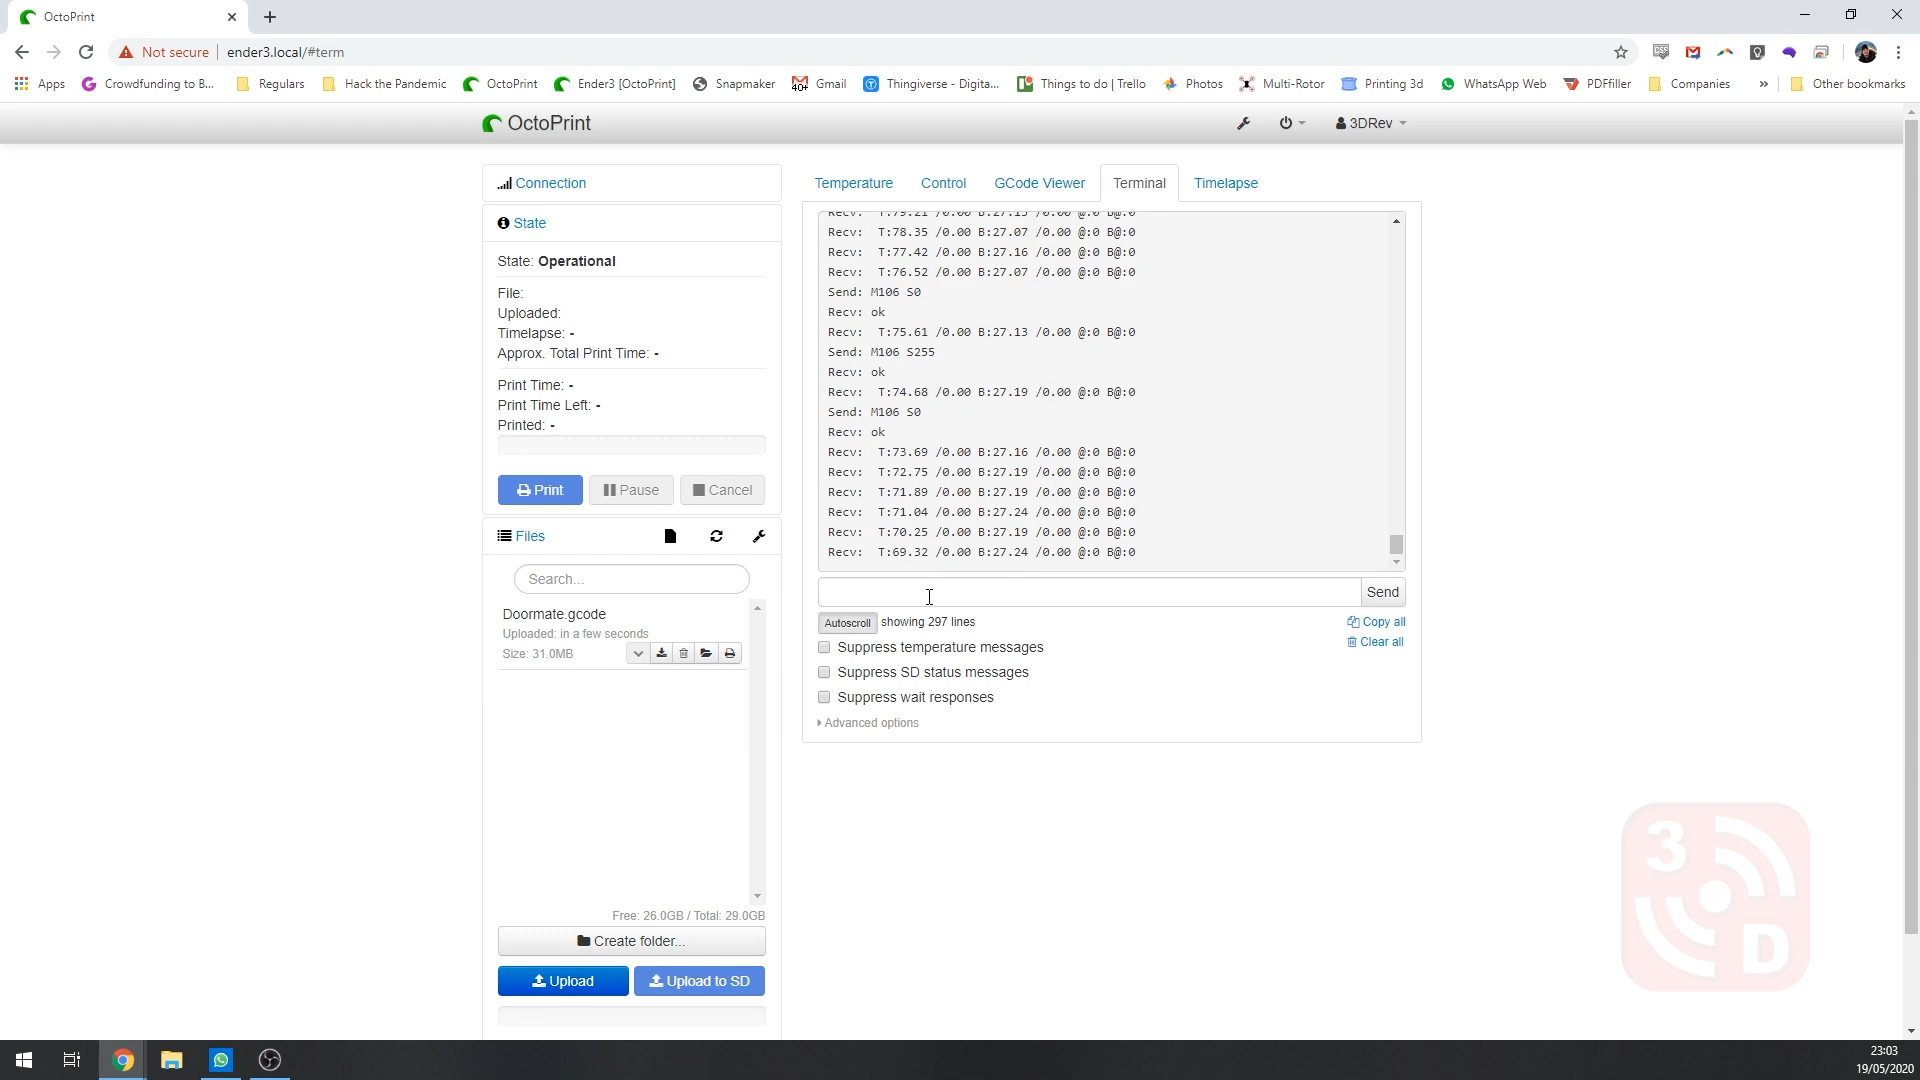 OctoPrint
Not secure ender3.local/#term
Apps Crowdfunding to B... Regulars Hack the Pandemic OctoPrint Ender3 [OctoPrint] Snapmaker 40+ Gmail Thingiverse - Digita... Things to do | Trello Photos Multi-Rotor Printing 3d WhatsApp Web PDFfiller Companies » Other bookmarks
OctoPrint 3DRev
Connection
State
State: Operational
File:
Uploaded:
Timelapse: -
Approx. Total Print Time: -
Print Time: -
Print Time Left: -
Printed: -
Print Pause Cancel
Files
Search...
Doormate.gcode
Uploaded: in a few seconds
Size: 31.0MB
Free: 26.0GB / Total: 29.0GB
Create folder...
Upload Upload to SD
Temperature Control GCode Viewer Terminal Timelapse
Recv: T:79.21 /0.00 B:27.13 /0.00 @:0 B@:0
Recv: T:78.35 /0.00 B:27.07 /0.00 @:0 B@:0
Recv: T:77.42 /0.00 B:27.16 /0.00 @:0 B@:0
Recv: T:76.52 /0.00 B:27.07 /0.00 @:0 B@:0
Send: M106 S0
Recv: ok
Recv: T:75.61 /0.00 B:27.13 /0.00 @:0 B@:0
Send: M106 S255
Recv: ok
Recv: T:74.68 /0.00 B:27.19 /0.00 @:0 B@:0
Send: M106 S0
Recv: ok
Recv: T:73.69 /0.00 B:27.16 /0.00 @:0 B@:0
Recv: T:72.75 /0.00 B:27.19 /0.00 @:0 B@:0
Recv: T:71.89 /0.00 B:27.19 /0.00 @:0 B@:0
Recv: T:71.04 /0.00 B:27.24 /0.00 @:0 B@:0
Recv: T:70.25 /0.00 B:27.19 /0.00 @:0 B@:0
Recv: T:69.32 /0.00 B:27.24 /0.00 @:0 B@:0
Send
Autoscroll showing 297 lines Copy all
Clear all
Suppress temperature messages
Suppress SD status messages
Suppress wait responses
Advanced options
3
D
23:03
19/05/2020